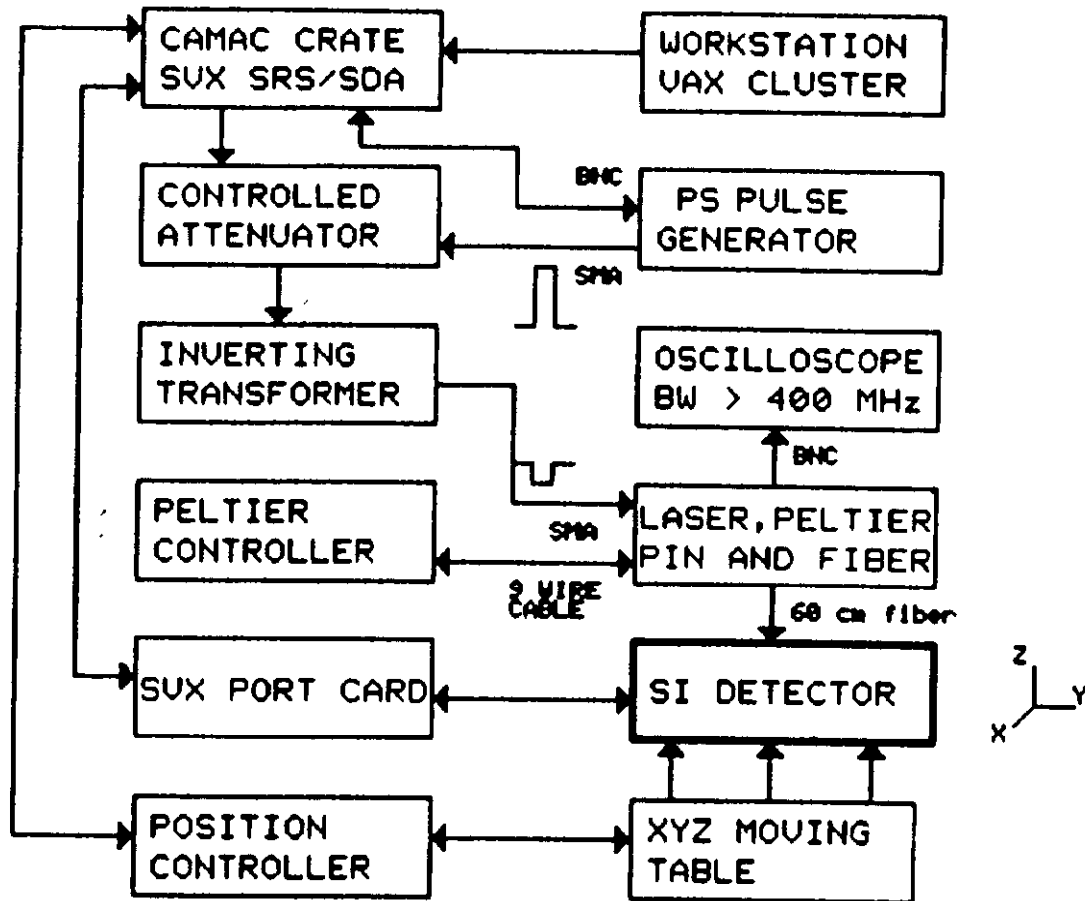 CAMAC CRATE
SVX SRS/SDA
WORKSTATION
VAX CLUSTER
BNC
CONTROLLED
ATTENUATOR
PS PULSE
GENERATOR
SMA
INVERTING
TRANSFORMER
OSCILLOSCOPE
BW > 400 MHz
BNC
PELTIER
CONTROLLER
SMA
LASER, PELTIER
PIN AND FIBER
9 WIRE
CABLE
60 cm fiber
SVX PORT CARD
SI DETECTOR
Z
Y
X
POSITION
CONTROLLER
XYZ MOVING
TABLE